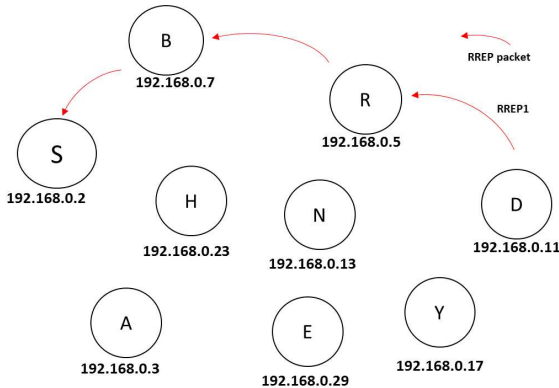 B
192.168.0.7
RREP packet
R
192.168.0.5
RREP1
S
192.168.0.2
H
192.168.0.23
N
192.168.0.13
D
192.168.0.11
A
192.168.0.3
E
192.168.0.29
Y
192.168.0.17